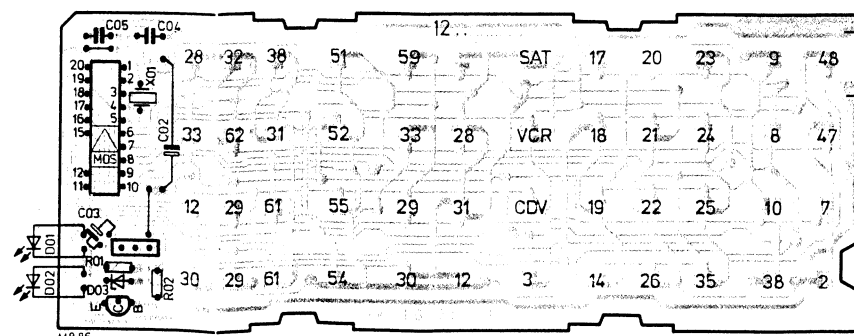 12..
C05 C04
28 32 38 51 59 SAT 17 20 23 9 48
X01
20 1
19 2
18 3
17 4
16 5
15 6
7
MOS 8
12 9
11 10
C02
33 62 31 52 33 28 VCR 18 21 24 8 47
12 29 61 55 29 31 CDV 19 22 25 10 7
C03
D01
R01
D02
D03
R02
30 29 61 54 30 12 3 14 26 35 38 2
E C B